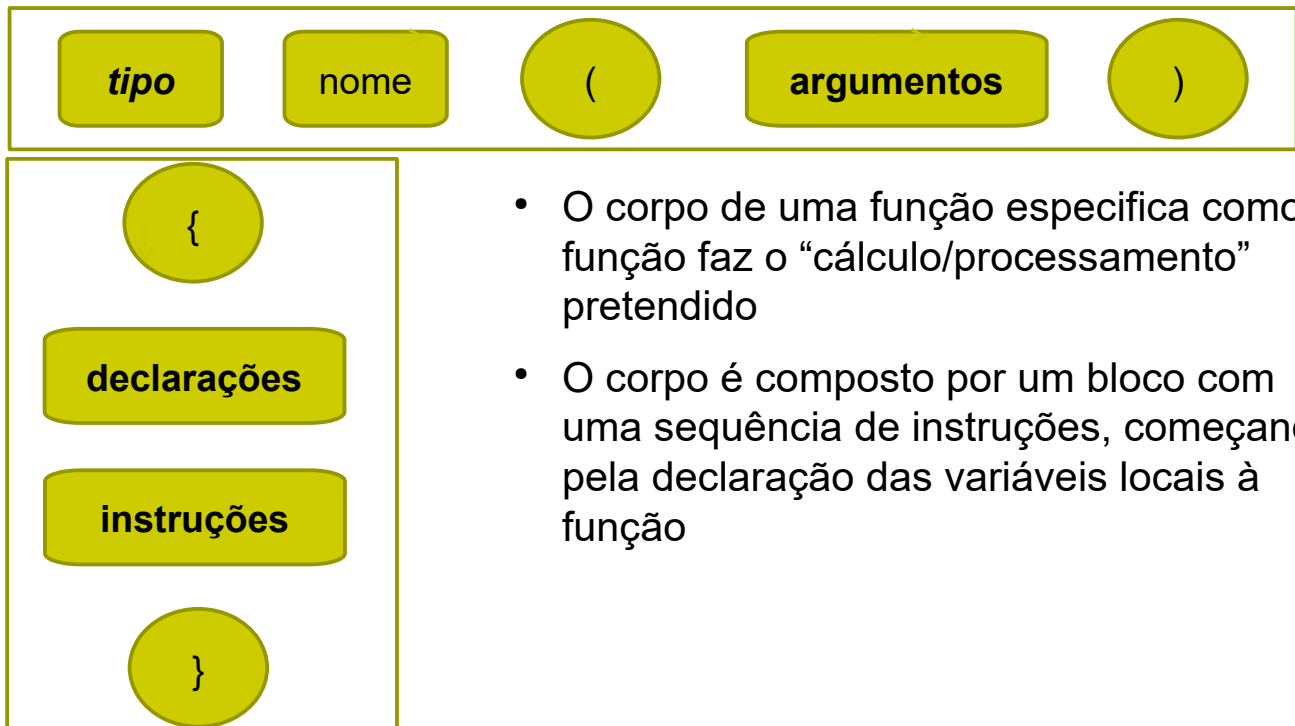 tipo nome ( argumentos )
{
declarações
instruções
}
• O corpo de uma função especifica como
função faz o “cálculo/processamento”
pretendido
• O corpo é composto por um bloco com
uma sequência de instruções,
pela declaração das variáveis locais à
função